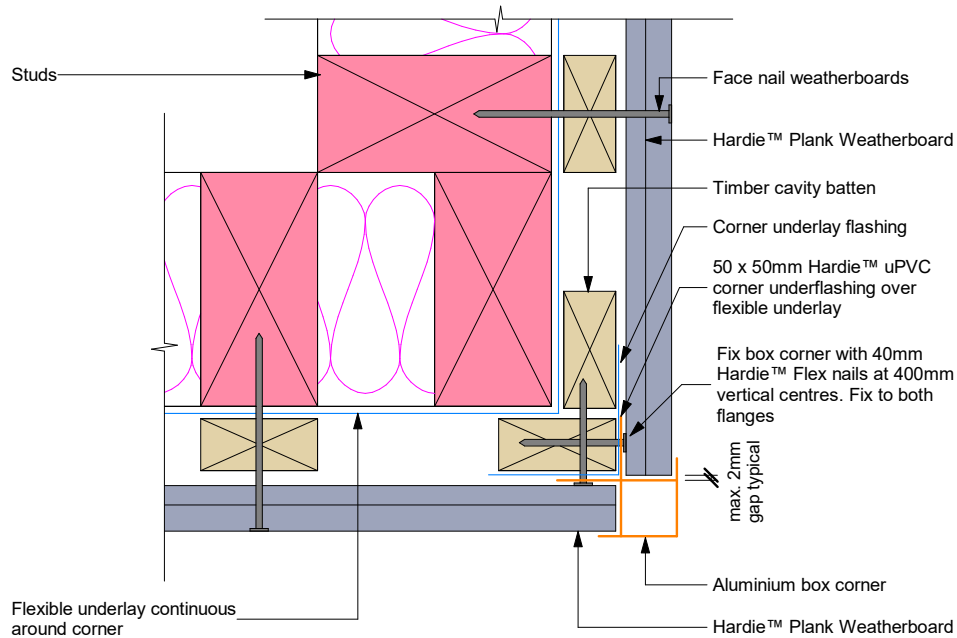 Studs
Face nail weatherboards
Hardie™ Plank Weatherboard
Timber cavity batten
Corner underlay flashing
50 x 50mm Hardie™ uPVC
corner underflashing over
flexible underlay
Fix box corner with 40mm
Hardie™ Flex nails at 400mm
vertical centres. Fix to both
flanges
max. 2mm
gap typical
Aluminium box corner
Flexible underlay continuous
around corner
Hardie™ Plank Weatherboard